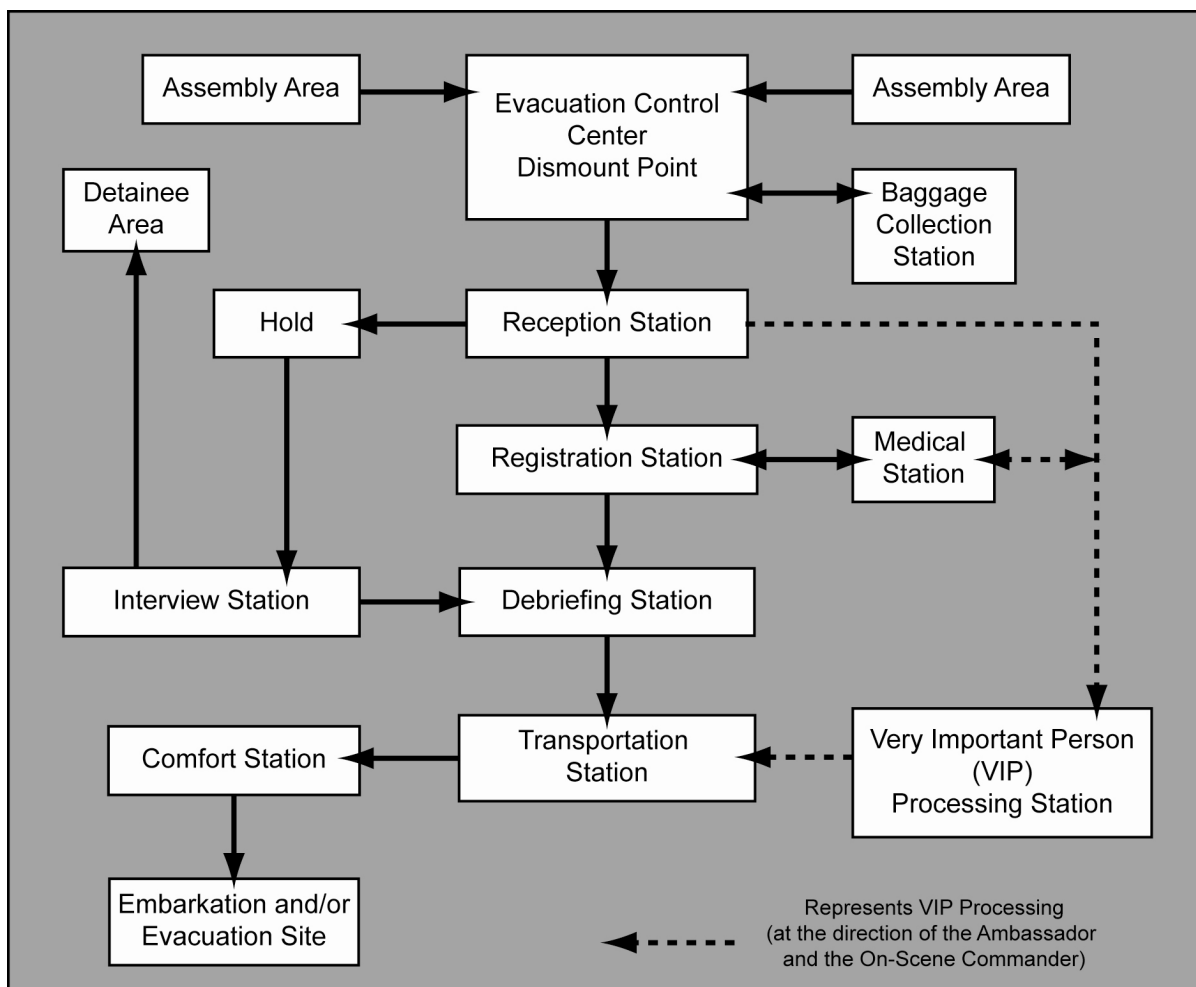 Assembly Area
Evacuation Control
Center
Dismount Point
Assembly Area
Detainee
Area
Baggage
Collection
Station
Hold
Reception Station
Registration Station
Medical
Station
Interview Station
Debriefing Station
Comfort Station
Transportation
Station
Very Important Person
(VIP)
Processing Station
Embarkation and/or
Evacuation Site
Represents VIP Processing
(at the direction of the Ambassador
and the On-Scene Commander)